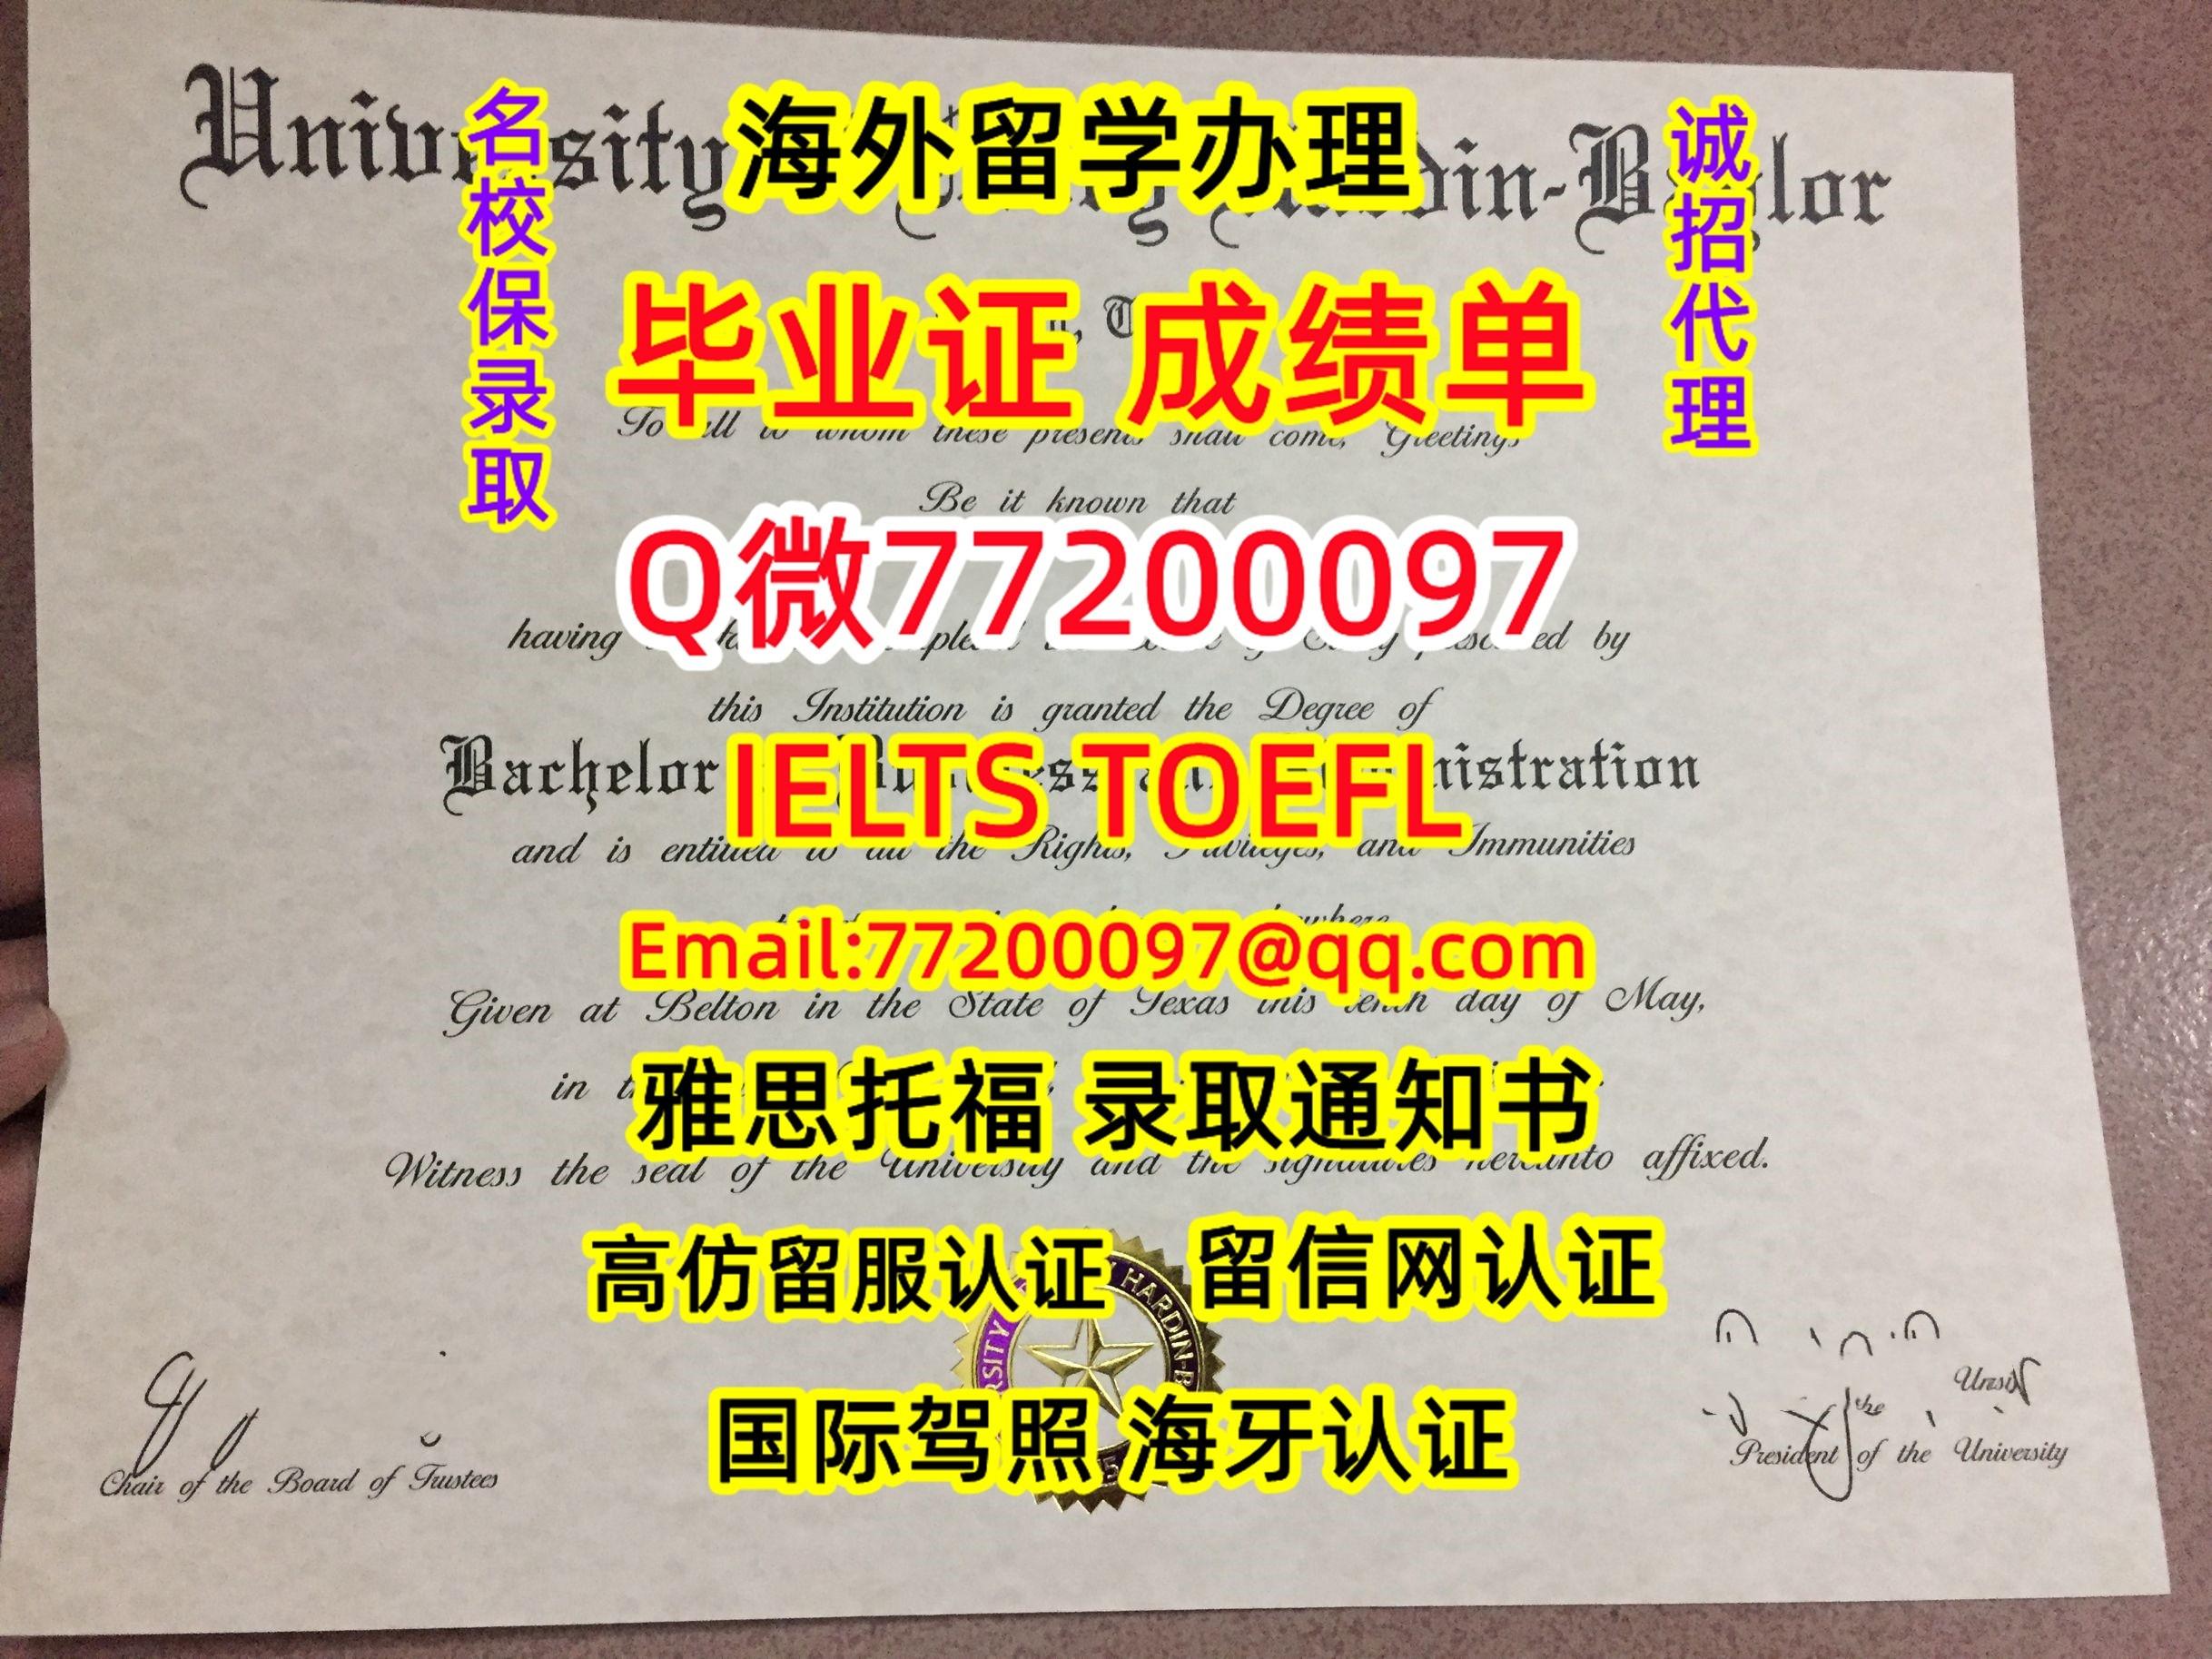 海外留学办理
名校保录取
诚招代理
毕业证 成绩单
To all to whom these presents shall come, Greetings
Be it known that
Q微77200097
having by
this Institution is granted the Degree of
IELTS TOEFL
Bachelor
and is entitled to all the Rights, Privileges, and Immunities
Email:77200097@qq.com
Given at Belton in the State of Texas this tenth day of May,
in
雅思托福 录取通知书
Witness the seal of the University and the signatures hereunto affixed.
高仿留服认证 留信网认证
HARDIN-B
国际驾照 海牙认证
Chair of the Board of Trustees
President of the University